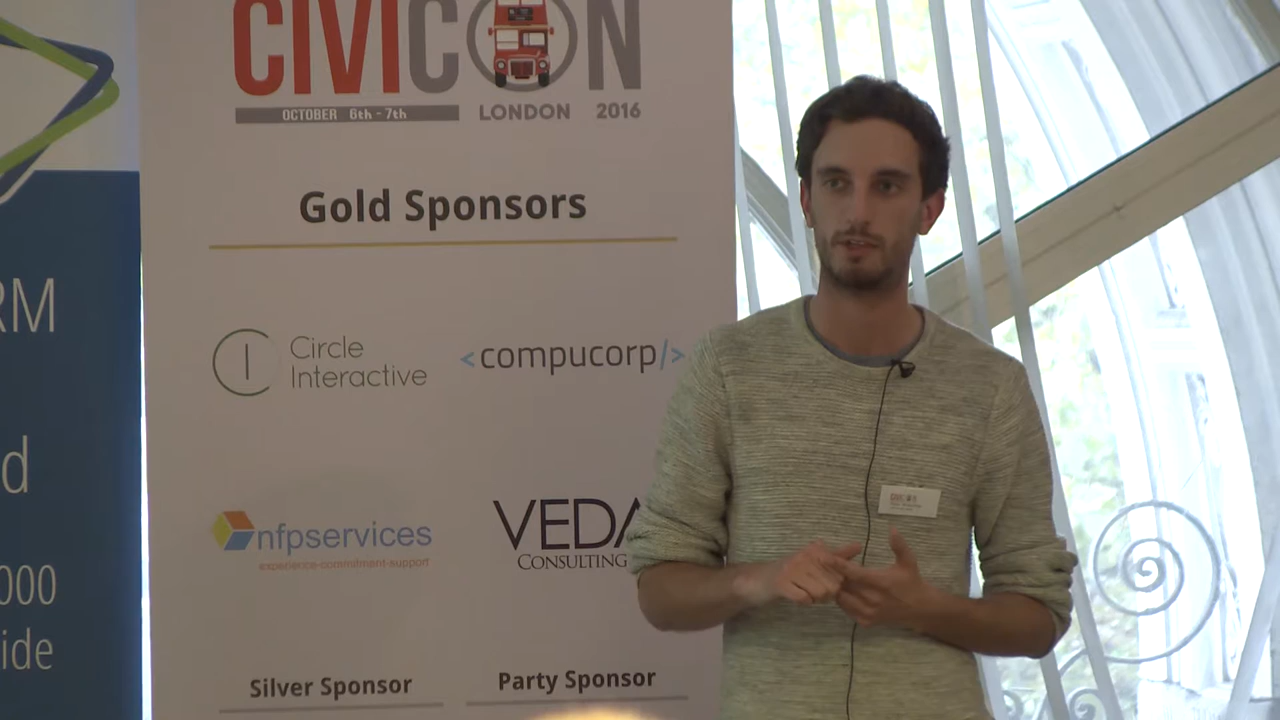 CIVICON
OCTOBER 6th - 7th LONDON 2016
Gold Sponsors
Circle
Interactive
<compucorp/>
nfpservices
experience-commitment-support
VEDA
CONSULTING
Silver Sponsor
Party Sponsor
RM
d
000
ide
CIVICON